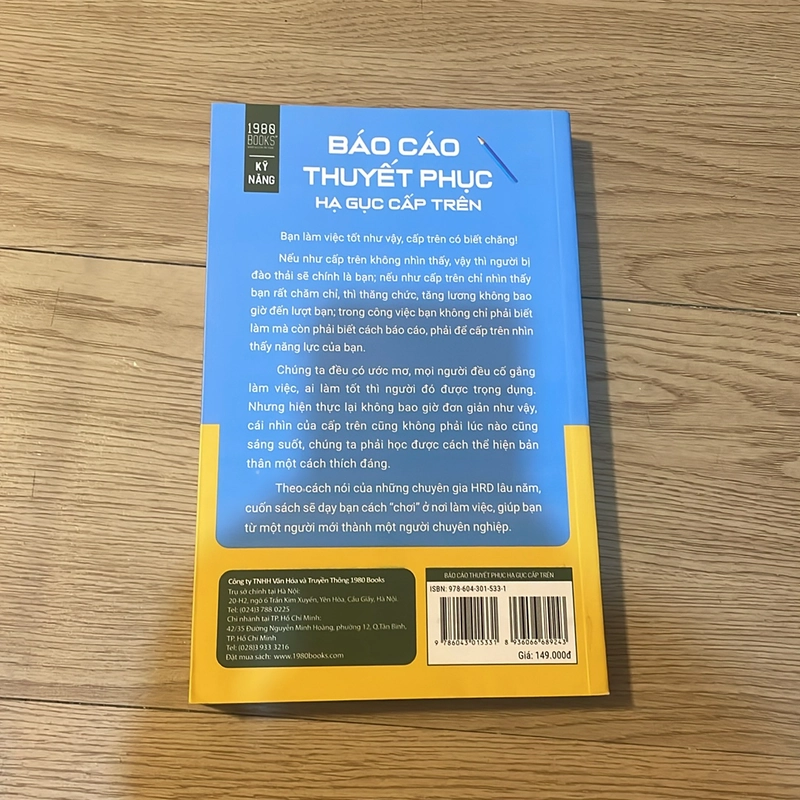 1980
BOOKS
KỸ
NĂNG
BÁO CÁO
THUYẾT PHỤC
HẠ GỤC CẤP TRÊN
Bạn làm việc tốt như vậy, cấp trên có biết chăng!
Nếu như cấp trên không nhìn thấy, vậy thì người bị
đào thải sẽ chính là bạn; nếu như cấp trên chỉ nhìn thấy
bạn rất chăm chỉ, thì thăng chức, tăng lương không bao
giờ đến lượt bạn; trong công việc bạn không chỉ phải biết
làm mà còn phải biết cách báo cáo, phải để cấp trên nhìn
thấy năng lực của bạn.
Chúng ta đều có ước mơ, mọi người đều cố gắng
làm việc, ai làm tốt thì người đó được trọng dụng.
Nhưng hiện thực lại không bao giờ đơn giản như vậy,
cái nhìn của cấp trên cũng không phải lúc nào cũng
sáng suốt, chúng ta phải học được cách thể hiện bản
thân một cách thích đáng.
Theo cách nói của những chuyên gia HRD lâu năm,
cuốn sách sẽ dạy bạn cách “chơi” ở nơi làm việc, giúp bạn
từ một người mới thành một người chuyên nghiệp.
Công ty TNHH Văn Hóa và Truyền Thông 1980 Books
Trụ sở chính tại Hà Nội:
20-H2, ngõ 6 Trần Kim Xuyến, Yên Hòa, Cầu Giấy, Hà Nội.
Tel: (024)3788 0225
Chi nhánh tại TP. Hồ Chí Minh:
42/35 Đường Nguyễn Minh Hoàng, phường 12, Q.Tân Bình,
TP. Hồ Chí Minh
Tel: (028)3 933 3216
Đặt mua sách: www.1980books.com
BÁO CÁO THUYẾT PHỤC HẠ GỤC CẤP TRÊN
ISBN: 978-604-301-533-1
9 786043 015331 8 936066 689243
Giá: 149.000đ